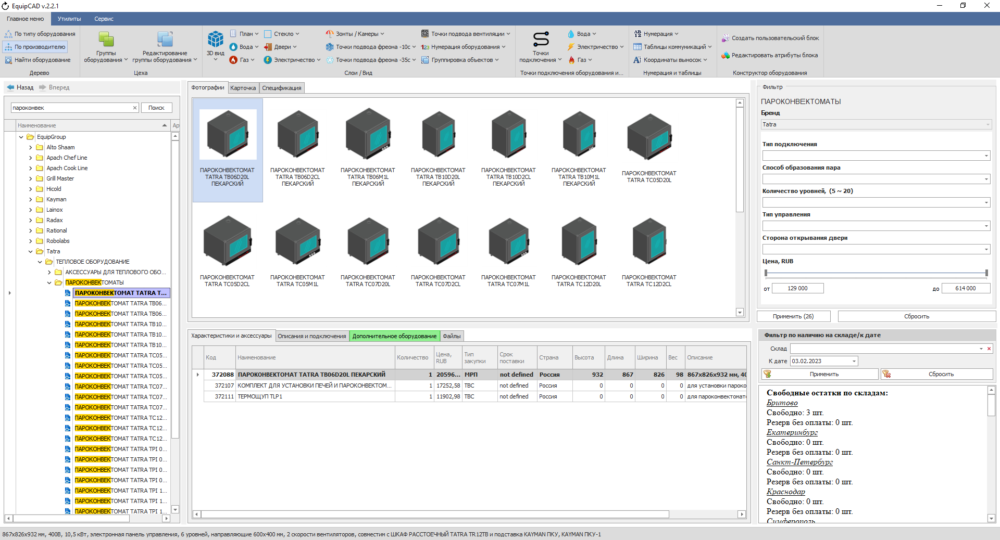 EquipCAD v.2.2.1
Главное меню
Утилиты
Сервис
По типу оборудования
По производителю
Найти оборудование
Дерево
Группы оборудования
Редактирование группы оборудования
Цеха
3D вид
План
Вода
Газ
Стекло
Двери
Электричество
Зонты / Камеры
Точки подвода фреона -10с
Точки подвода фреона -35с
Точки подвода вентиляции
123 Нумерация оборудования
Группировка объектов
Слои / Вид
Точки подключения
Вода
Электричество
Газ
Точки подключения оборудования и...
AB 12 Нумерация
Таблицы коммуникаций
Координаты выносок
Нумерация и таблицы
Создать пользовательский блок
Редактировать атрибуты блока
Конструктор оборудования
Назад
Вперед
пароконвек
Поиск
Наименование
Ар
EquipGroup
Alto Shaam
Apach Chef Line
Apach Cook Line
Grill Master
Hicold
Kayman
Lainox
Radax
Rational
Robolabs
Tatra
ТЕПЛОВОЕ ОБОРУДОВАНИЕ
АКСЕССУАРЫ ДЛЯ ТЕПЛОВОГО ОБО...
ПАРОКОНВЕКТОМАТЫ
ПАРОКОНВЕКТОМАТ TATRA T...
ПАРОКОНВЕКТОМАТ TATRA TB06...
ПАРОКОНВЕКТОМАТ TATRA TB06...
ПАРОКОНВЕКТОМАТ TATRA TB10...
ПАРОКОНВЕКТОМАТ TATRA TB10...
ПАРОКОНВЕКТОМАТ TATRA TB10...
ПАРОКОНВЕКТОМАТ TATRA TC05...
ПАРОКОНВЕКТОМАТ TATRA TC05...
ПАРОКОНВЕКТОМАТ TATRA TC05...
ПАРОКОНВЕКТОМАТ TATRA TC07...
ПАРОКОНВЕКТОМАТ TATRA TC07...
ПАРОКОНВЕКТОМАТ TATRA TC07...
ПАРОКОНВЕКТОМАТ TATRA TC12...
ПАРОКОНВЕКТОМАТ TATRA TC12...
ПАРОКОНВЕКТОМАТ TATRA TC12...
ПАРОКОНВЕКТОМАТ TATRA TPI 0...
ПАРОКОНВЕКТОМАТ TATRA TPI 0...
ПАРОКОНВЕКТОМАТ TATRA TPI 0...
ПАРОКОНВЕКТОМАТ TATRA TPI 0...
ПАРОКОНВЕКТОМАТ TATRA TPI 1...
ПАРОКОНВЕКТОМАТ TATRA TPI 1...
ПАРОКОНВЕКТОМАТ TATRA TPI 1...
Фотографии
Карточка
Спецификация
ПАРОКОНВЕКТОМАТ TATRA TB06D20L ПЕКАРСКИЙ
ПАРОКОНВЕКТОМАТ TATRA TB06D2CL ПЕКАРСКИЙ
ПАРОКОНВЕКТОМАТ TATRA TB06M1L ПЕКАРСКИЙ
ПАРОКОНВЕКТОМАТ TATRA TB10D20L ПЕКАРСКИЙ
ПАРОКОНВЕКТОМАТ TATRA TB10D2CL ПЕКАРСКИЙ
ПАРОКОНВЕКТОМАТ TATRA TB10M1L ПЕКАРСКИЙ
ПАРОКОНВЕКТОМАТ TATRA TC05D20L
ПАРОКОНВЕКТОМАТ TATRA TC05D2CL
ПАРОКОНВЕКТОМАТ TATRA TC05M1L
ПАРОКОНВЕКТОМАТ TATRA TC07D20L
ПАРОКОНВЕКТОМАТ TATRA TC07D2CL
ПАРОКОНВЕКТОМАТ TATRA TC07M1L
ПАРОКОНВЕКТОМАТ TATRA TC12D20L
ПАРОКОНВЕКТОМАТ TATRA TC12D2CL
Характеристики и аксессуары
Описания и подключения
Дополнительное оборудование
Файлы
Код Наименование Количество Цена, RUB Тип закупки Срок поставки Страна Высота Длина Ширина Вес Описание
372088 ПАРОКОНВЕКТОМАТ TATRA TB06D20L ПЕКАРСКИЙ 1 20596... МРП not defined Россия 932 867 826 98 867x826x932 мм, 40
372107 КОМПЛЕКТ ДЛЯ УСТАНОВКИ ПЕЧЕЙ И ПАРОКОНВЕКТОМ... 1 17252,58 ТВС not defined Россия 0 0 0 0 для установки пароко
372111 ТЕРМОЩУП TLP1 1 11902,98 ТВС not defined Россия 0 0 0 0 для пароконвектомат
Фильтр
ПАРОКОНВЕКТОМАТЫ
Бренд
Tatra
Тип подключения
Способ образования пара
Количество уровней, (5 ~ 20)
Тип управления
Сторона открывания двери
Цена, RUB
от 129 000 до 614 000
Применить (26)
Сбросить
Фильтр по наличию на складе/к дате
Склад
К дате 03.02.2023
Применить
Сбросить
Свободные остатки по складам:
Бритово
Свободно: 3 шт.
Резерв без оплаты: 0 шт.
Екатеринбург
Свободно: 0 шт.
Резерв без оплаты: 0 шт.
Санкт-Петербург
Свободно: 0 шт.
Резерв без оплаты: 0 шт.
Краснодар
Свободно: 0 шт.
Резерв без оплаты: 0 шт.
Симферополь
867x826x932 мм, 400В, 10,5 кВт, электронная панель управления, 6 уровней, направляющие 600x400 мм, 2 скорости вентиляторов, совместим с ШКАФ РАССТОЕЧНЫЙ TATRA TR12TB и подставка KAYMAN ПКУ, KAYMAN ПКУ-1